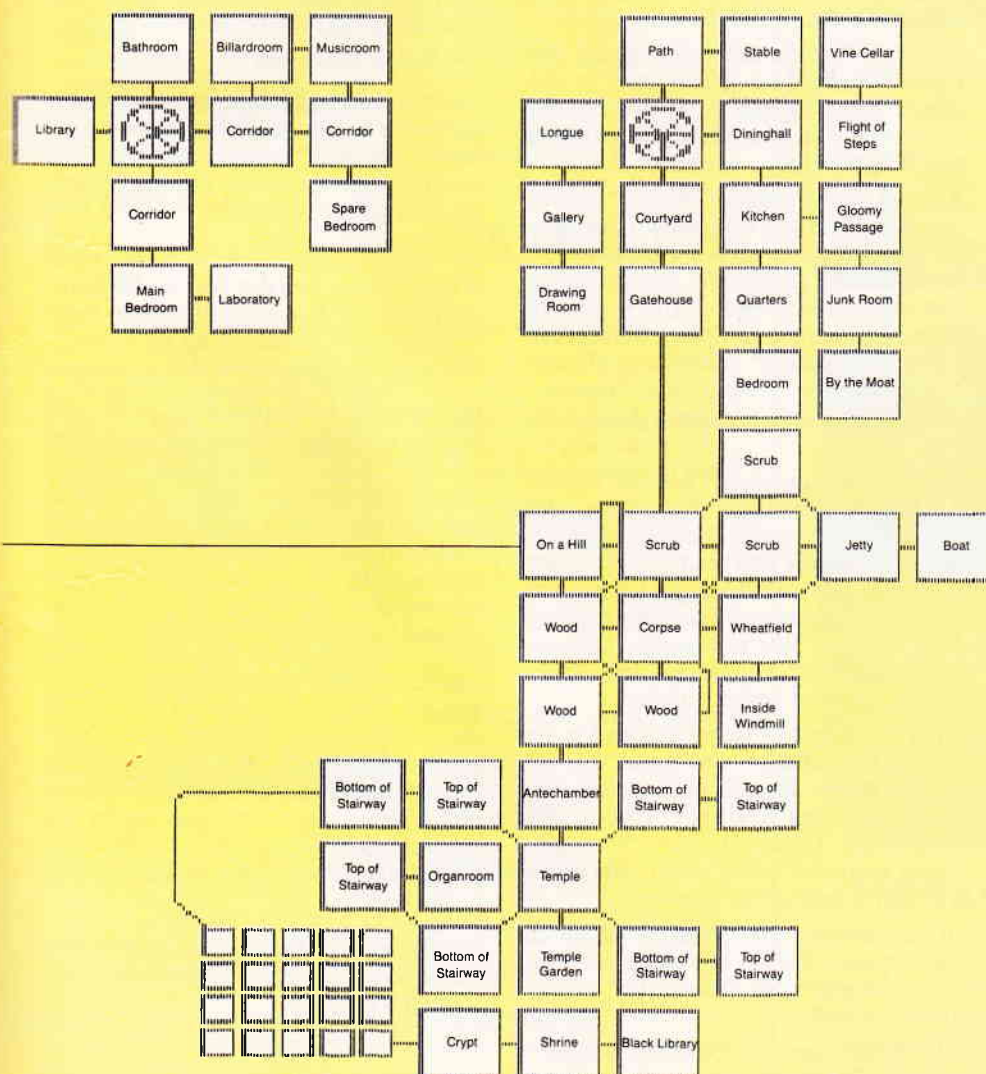 Bathroom
Billardroom
Musicroom
Path
Stable
Vine Cellar
Library
Corridor
Corridor
Longue
Dininghall
Flight of
Steps
Corridor
Spare
Bedroom
Gallery
Courtyard
Kitchen
Gloomy
Passage
Main
Bedroom
Laboratory
Drawing
Room
Gatehouse
Quarters
Junk Room
Bedroom
By the Moat
Scrub
On a Hill
Scrub
Scrub
Jetty
Boat
Wood
Corpse
Wheatfield
Wood
Wood
Inside
Windmill
Bottom of
Stairway
Top of
Stairway
Antechamber
Bottom of
Stairway
Top of
Stairway
Top of
Stairway
Organroom
Temple
Bottom of
Stairway
Temple
Garden
Bottom of
Stairway
Top of
Stairway
Crypt
Shrine
Black Library